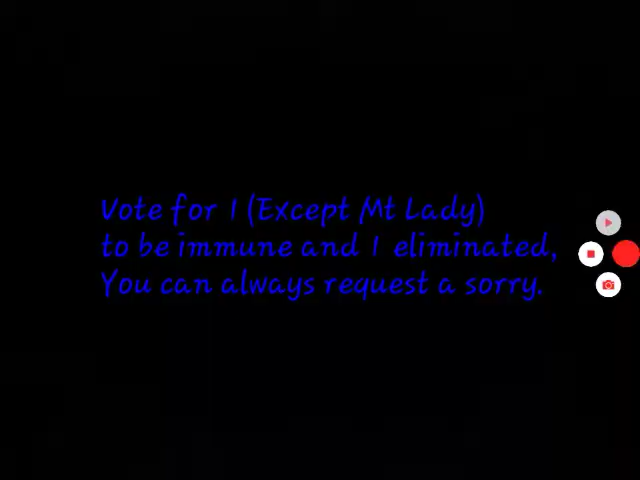 Vote for 1 (Except Mt Lady)
to be immune and 1 eliminated,
You can always request a sorry.